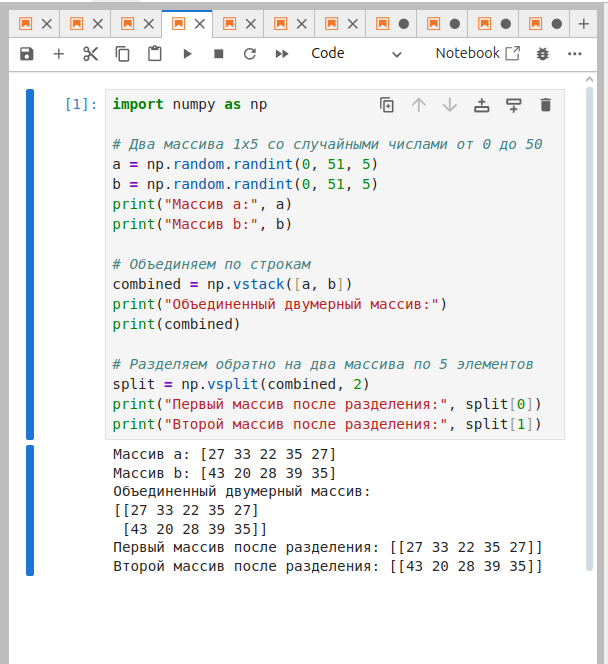 Code
Notebook
[1]:
import numpy as np
# Два массива 1x5 со случайными числами от 0 до 50
a = np.random.randint(0, 51, 5)
b = np.random.randint(0, 51, 5)
print("Массив a:", a)
print("Массив b:", b)
# Объединяем по строкам
combined = np.vstack([a, b])
print("Объединенный двумерный массив:")
print(combined)
# Разделяем обратно на два массива по 5 элементов
split = np.vsplit(combined, 2)
print("Первый массив после разделения:", split[0])
print("Второй массив после разделения:", split[1])
Массив a: [27 33 22 35 27]
Массив b: [43 20 28 39 35]
Объединенный двумерный массив:
[[27 33 22 35 27]
 [43 20 28 39 35]]
Первый массив после разделения: [[27 33 22 35 27]]
Второй массив после разделения: [[43 20 28 39 35]]